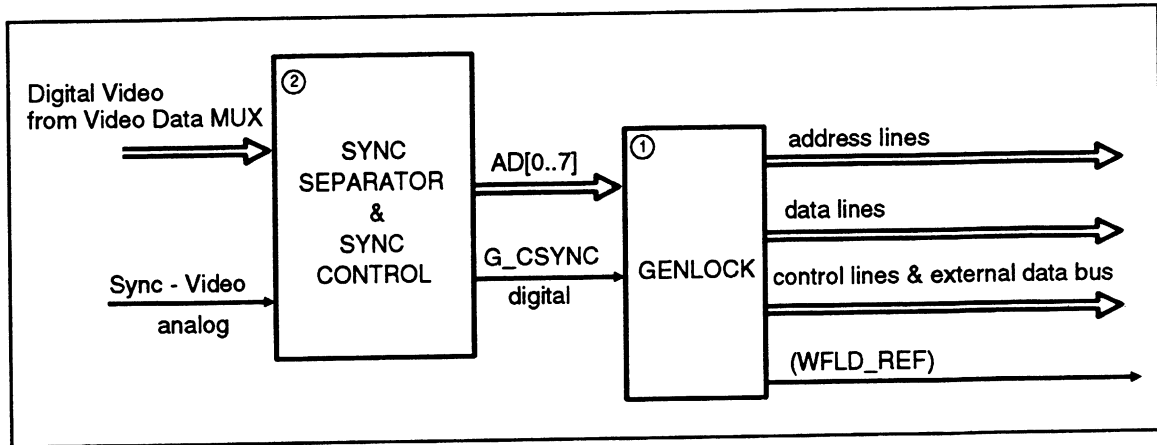 Digital Video
from Video Data MUX
Sync - Video
analog
②
SYNC
SEPARATOR
&
SYNC
CONTROL
AD[0..7]
G_CSYNC
digital
①
GENLOCK
address lines
data lines
control lines & external data bus
(WFLD_REF)